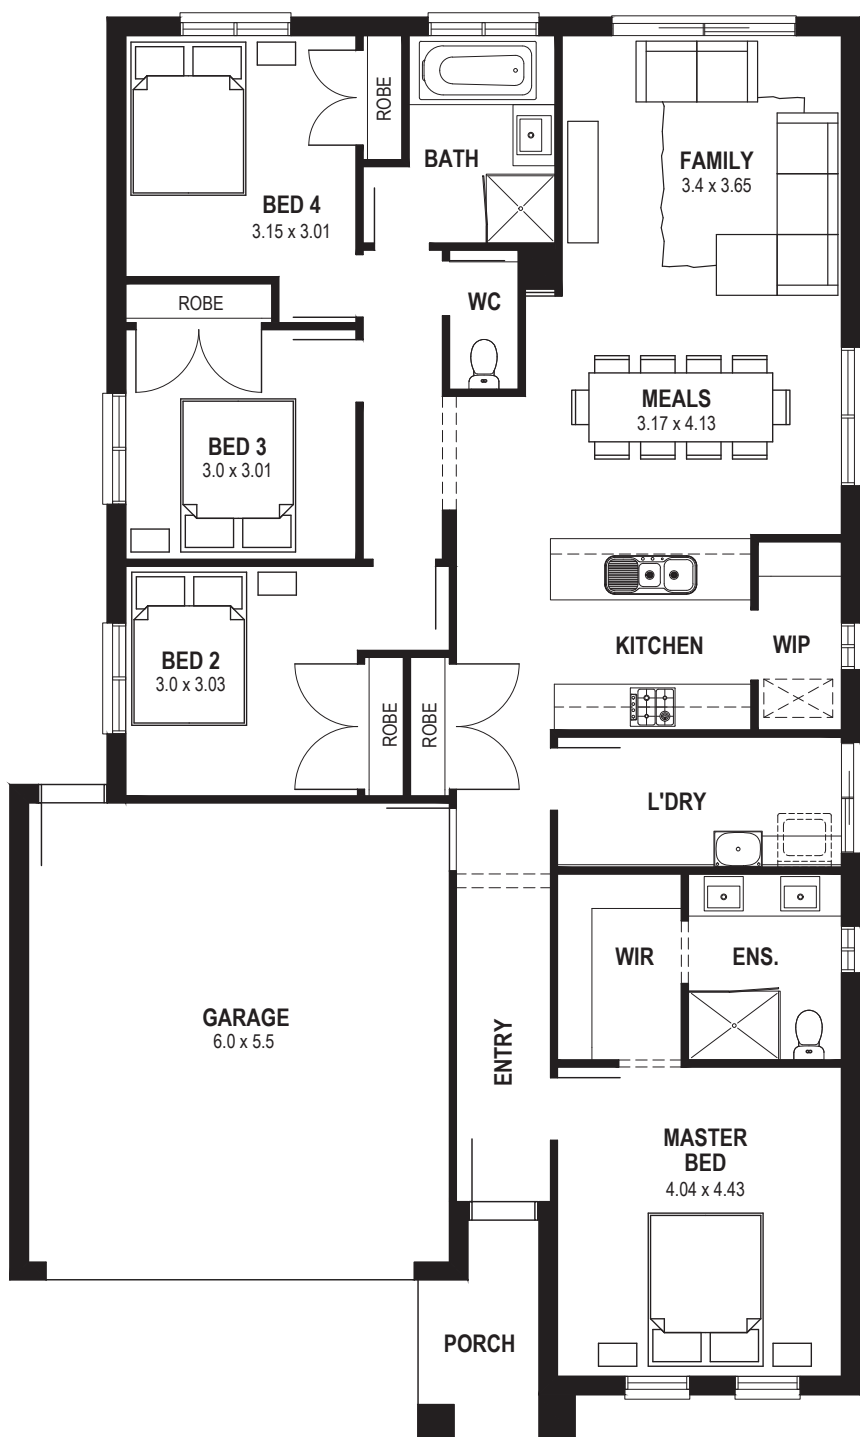 ROBE
BATH
FAMILY
3.4 x 3.65
BED 4
3.15 x 3.01
ROBE
WC
MEALS
3.17 x 4.13
BED 3
3.0 x 3.01
KITCHEN
WIP
BED 2
3.0 x 3.03
ROBE
ROBE
L'DRY
WIR
ENS.
GARAGE
6.0 x 5.5
ENTRY
MASTER
BED
4.04 x 4.43
PORCH